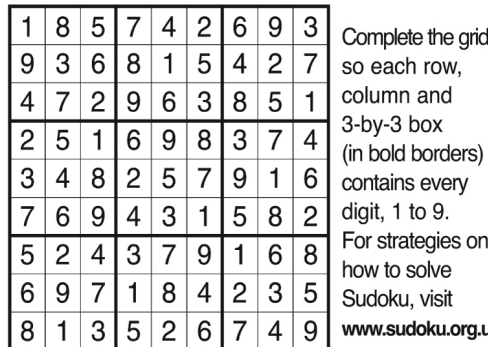 1 8 5 7 4 2 6 9 3
9 3 6 8 1 5 4 2 7
4 7 2 9 6 3 8 5 1
2 5 1 6 9 8 3 7 4
3 4 8 2 5 7 9 1 6
7 6 9 4 3 1 5 8 2
5 2 4 3 7 9 1 6 8
6 9 7 1 8 4 2 3 5
8 1 3 5 2 6 7 4 9
Complete the grid
so each row,
column and
3-by-3 box
(in bold borders)
contains every
digit, 1 to 9.
For strategies on
how to solve
Sudoku, visit
www.sudoku.org.u